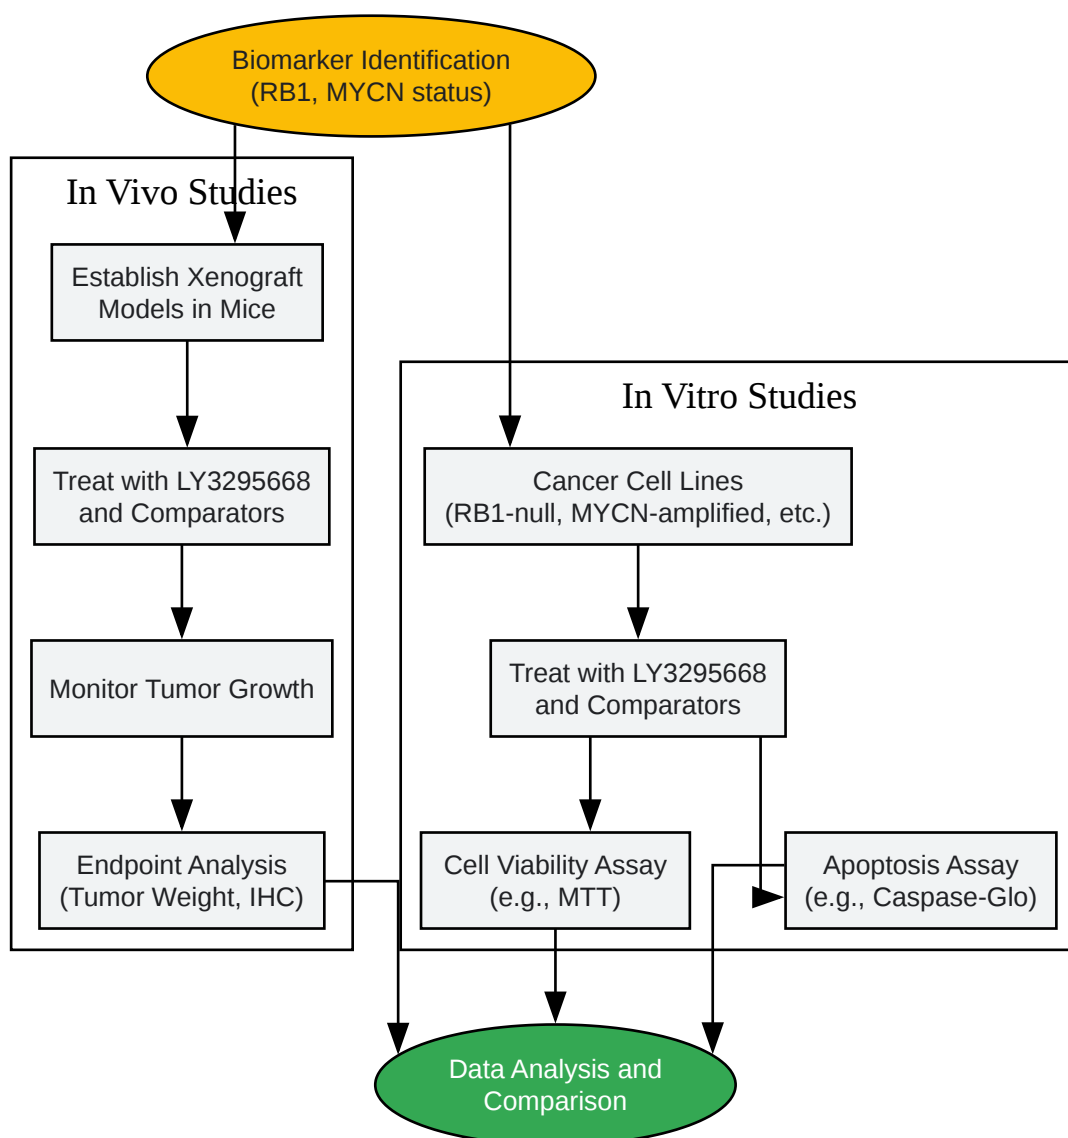 Biomarker Identification
(RB1, MYCN status)
In Vivo Studies
Establish Xenograft
Models in Mice
Treat with LY3295668
and Comparators
Monitor Tumor Growth
Endpoint Analysis
(Tumor Weight, IHC)
In Vitro Studies
Cancer Cell Lines
(RB1-null, MYCN-amplified, etc.)
Treat with LY3295668
and Comparators
Cell Viability Assay
(e.g., MTT)
Apoptosis Assay
(e.g., Caspase-Glo)
Data Analysis and
Comparison